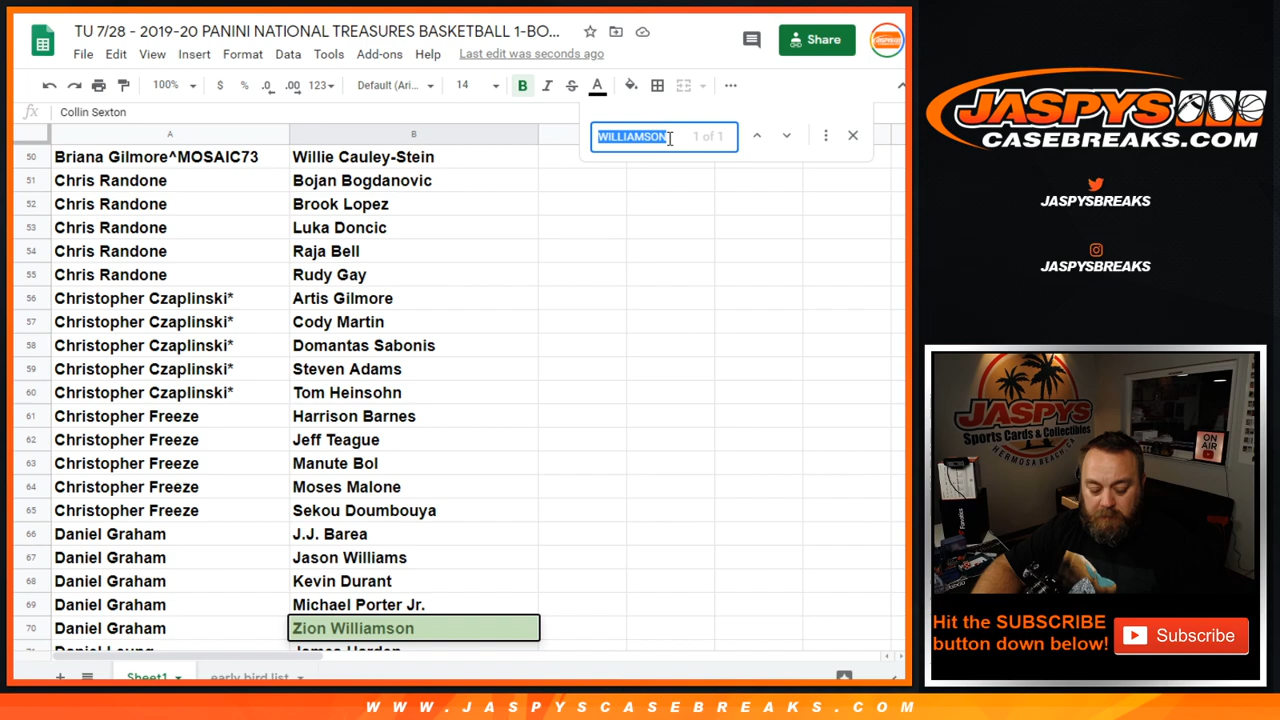 TU 7/28 - 2019-20 PANINI NATIONAL TREASURES BASKETBALL 1-BO...
File Edit View Insert Format Data Tools Add-ons Help Last edit was seconds ago
Share
100% $ % .0 .00 123 Default (Ari... 14 B I S A
fx Collin Sexton
WILLIAMSON 1 of 1
A B
50 Briana Gilmore^MOSAIC73 Willie Cauley-Stein
51 Chris Randone Bojan Bogdanovic
52 Chris Randone Brook Lopez
53 Chris Randone Luka Doncic
54 Chris Randone Raja Bell
55 Chris Randone Rudy Gay
56 Christopher Czaplinski* Artis Gilmore
57 Christopher Czaplinski* Cody Martin
58 Christopher Czaplinski* Domantas Sabonis
59 Christopher Czaplinski* Steven Adams
60 Christopher Czaplinski* Tom Heinsohn
61 Christopher Freeze Harrison Barnes
62 Christopher Freeze Jeff Teague
63 Christopher Freeze Manute Bol
64 Christopher Freeze Moses Malone
65 Christopher Freeze Sekou Doumbouya
66 Daniel Graham J.J. Barea
67 Daniel Graham Jason Williams
68 Daniel Graham Kevin Durant
69 Daniel Graham Michael Porter Jr.
70 Daniel Graham Zion Williamson
Daniel Leung James Harden
Sheet1 early bird list
JASPYS
CASEBREAKS.COM
JASPYSBREAKS
JASPYSBREAKS
JASPYS
Sports Cards & Collectibles
HERMOSA BEACH, CA
ON AIR
Fanatics
Hit the SUBSCRIBE
button down below!
Subscribe
WWW.JASPYSCASEBREAKS.COM